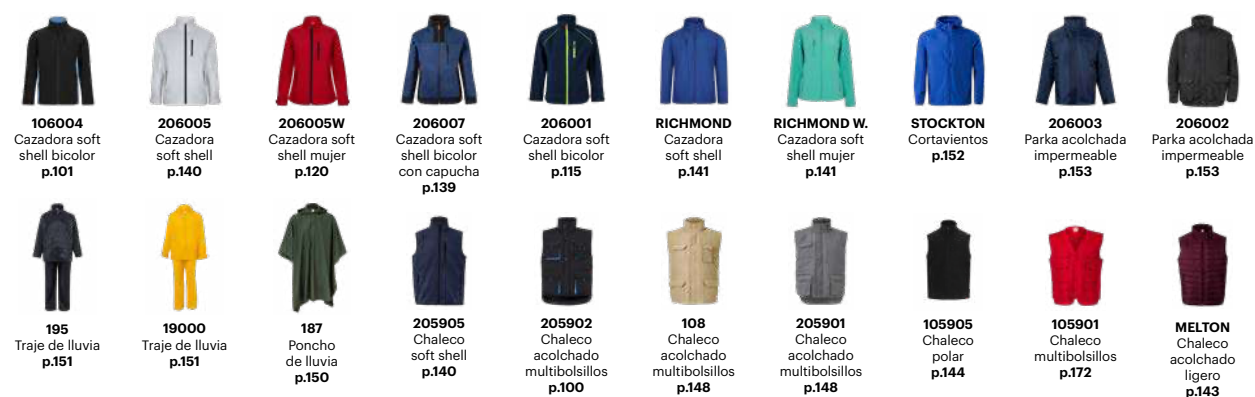 106004
Cazadora soft
shell bicolor
p.101
206005
Cazadora
soft shell
p.140
206005W
Cazadora soft
shell mujer
p.120
206007
Cazadora soft
shell bicolor
con capucha
p.139
206001
Cazadora soft
shell bicolor
p.115
RICHMOND
Cazadora
soft shell
p.141
RICHMOND W.
Cazadora soft
shell mujer
p.141
STOCKTON
Cortavientos
p.152
206003
Parka acolchada
impermeable
p.153
206002
Parka acolchada
impermeable
p.153
195
Traje de lluvia
p.151
19000
Traje de lluvia
p.151
187
Poncho
de lluvia
p.150
205905
Chaleco
soft shell
p.140
205902
Chaleco
acolchado
multibolsillos
p.100
108
Chaleco
acolchado
multibolsillos
p.148
205901
Chaleco
acolchado
multibolsillos
p.148
105905
Chaleco
polar
p.144
105901
Chaleco
multibolsillos
p.172
MELTON
Chaleco
acolchado
ligero
p.143